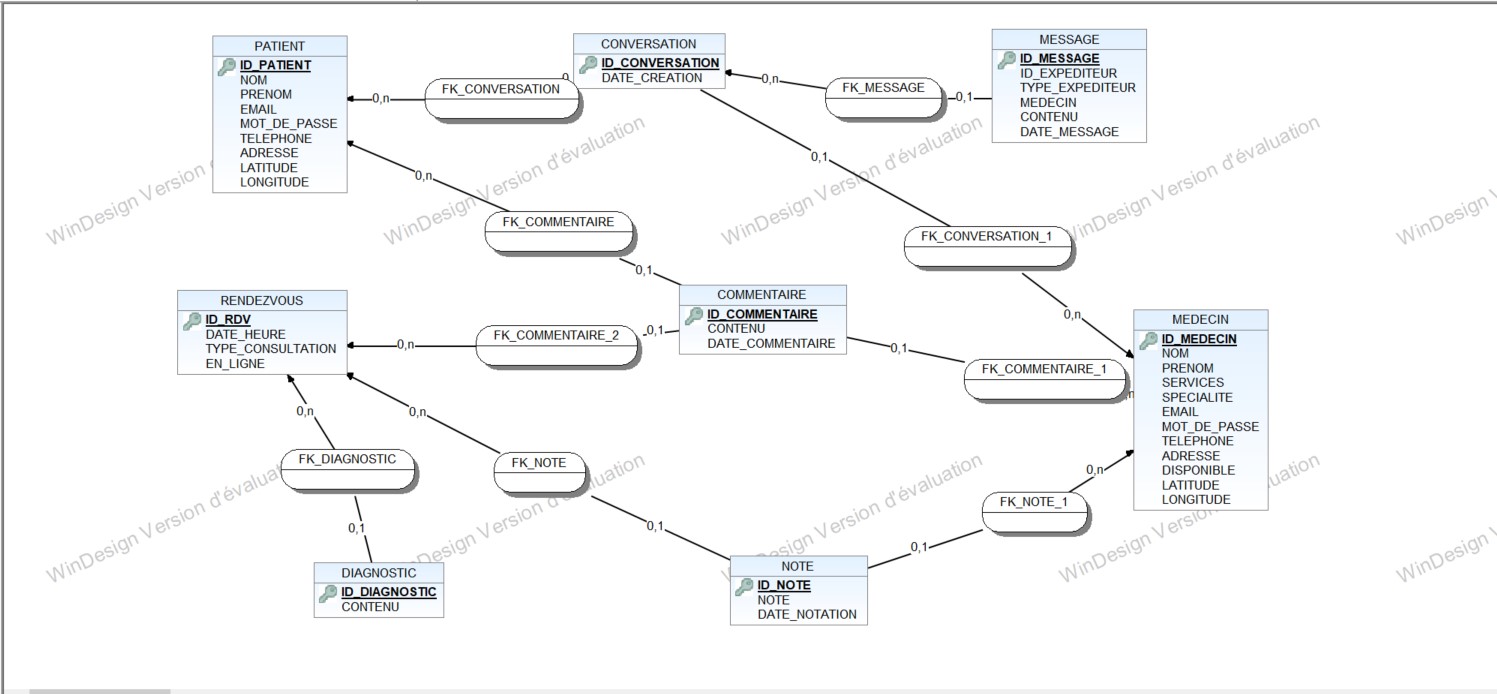 PATIENT
ID_PATIENT
NOM
PRENOM
EMAIL
MOT_DE_PASSE
TELEPHONE
ADRESSE
LATITUDE
LONGITUDE
0,n
FK_CONVERSATION
0
CONVERSATION
ID_CONVERSATION
DATE_CREATION
0,n
FK_MESSAGE
0,1
MESSAGE
ID_MESSAGE
ID_EXPEDITEUR
TYPE_EXPEDITEUR
MEDECIN
CONTENU
DATE_MESSAGE
WinDesign Version
WinDesign Version d'évaluation
WinDesign Version d'évaluation
WinDesign Version d'évaluation
WinDesign V
0,1
0,n
FK_COMMENTAIRE
0,1
FK_CONVERSATION_1
0,n
RENDEZVOUS
ID_RDV
DATE_HEURE
TYPE_CONSULTATION
EN_LIGNE
0,n
FK_COMMENTAIRE_2
0,1
COMMENTAIRE
ID_COMMENTAIRE
CONTENU
DATE_COMMENTAIRE
0,1
FK_COMMENTAIRE_1
n
MEDECIN
ID_MEDECIN
NOM
PRENOM
SERVICES
SPECIALITE
EMAIL
MOT_DE_PASSE
TELEPHONE
ADRESSE
DISPONIBLE
LATITUDE
LONGITUDE
0,n
0,n
FK_DIAGNOSTIC
FK_NOTE
0,n
FK_NOTE_1
WinDesign Version d'évalua
Design Version d'évaluation
sign Version d'évaluation
WinDesign Version
luation
WinDesign V
0,1
0,1
0,1
DIAGNOSTIC
ID_DIAGNOSTIC
CONTENU
NOTE
ID_NOTE
NOTE
DATE_NOTATION